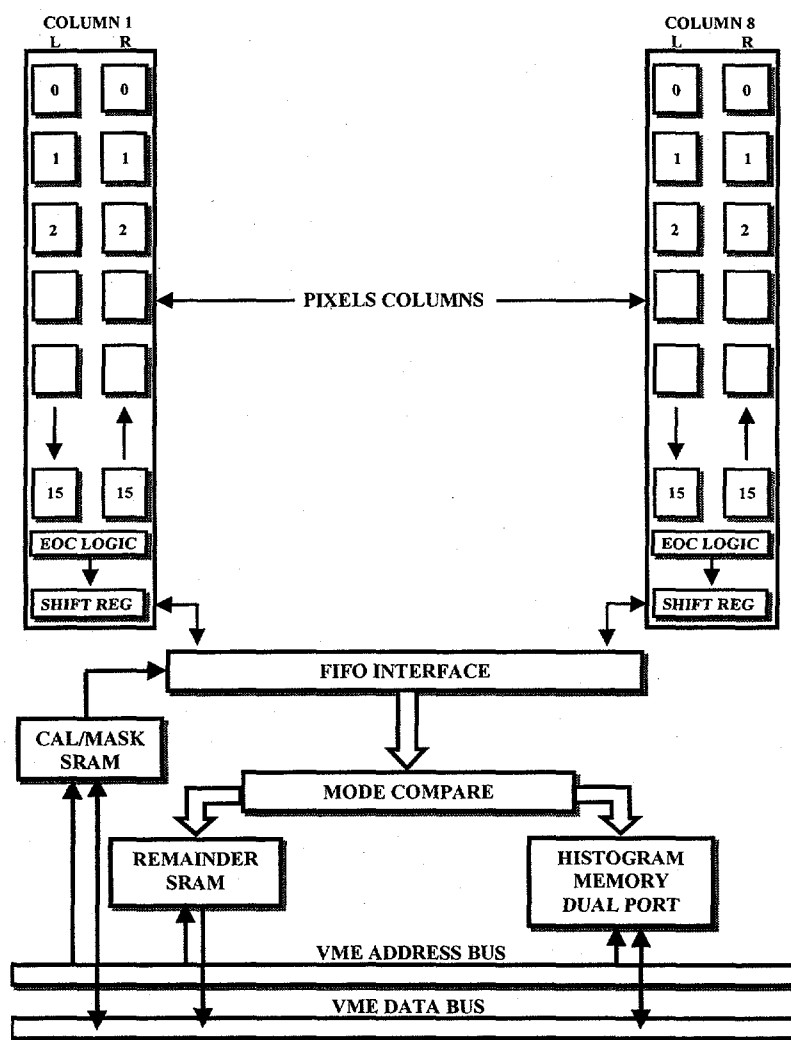 COLUMN 1
L R
0 0
1 1
2 2
15 15
EOC LOGIC
SHIFT REG
COLUMN 8
L R
0 0
1 1
2 2
15 15
EOC LOGIC
SHIFT REG
PIXELS COLUMNS
FIFO INTERFACE
CAL/MASK
SRAM
MODE COMPARE
REMAINDER
SRAM
HISTOGRAM
MEMORY
DUAL PORT
VME ADDRESS BUS
VME DATA BUS